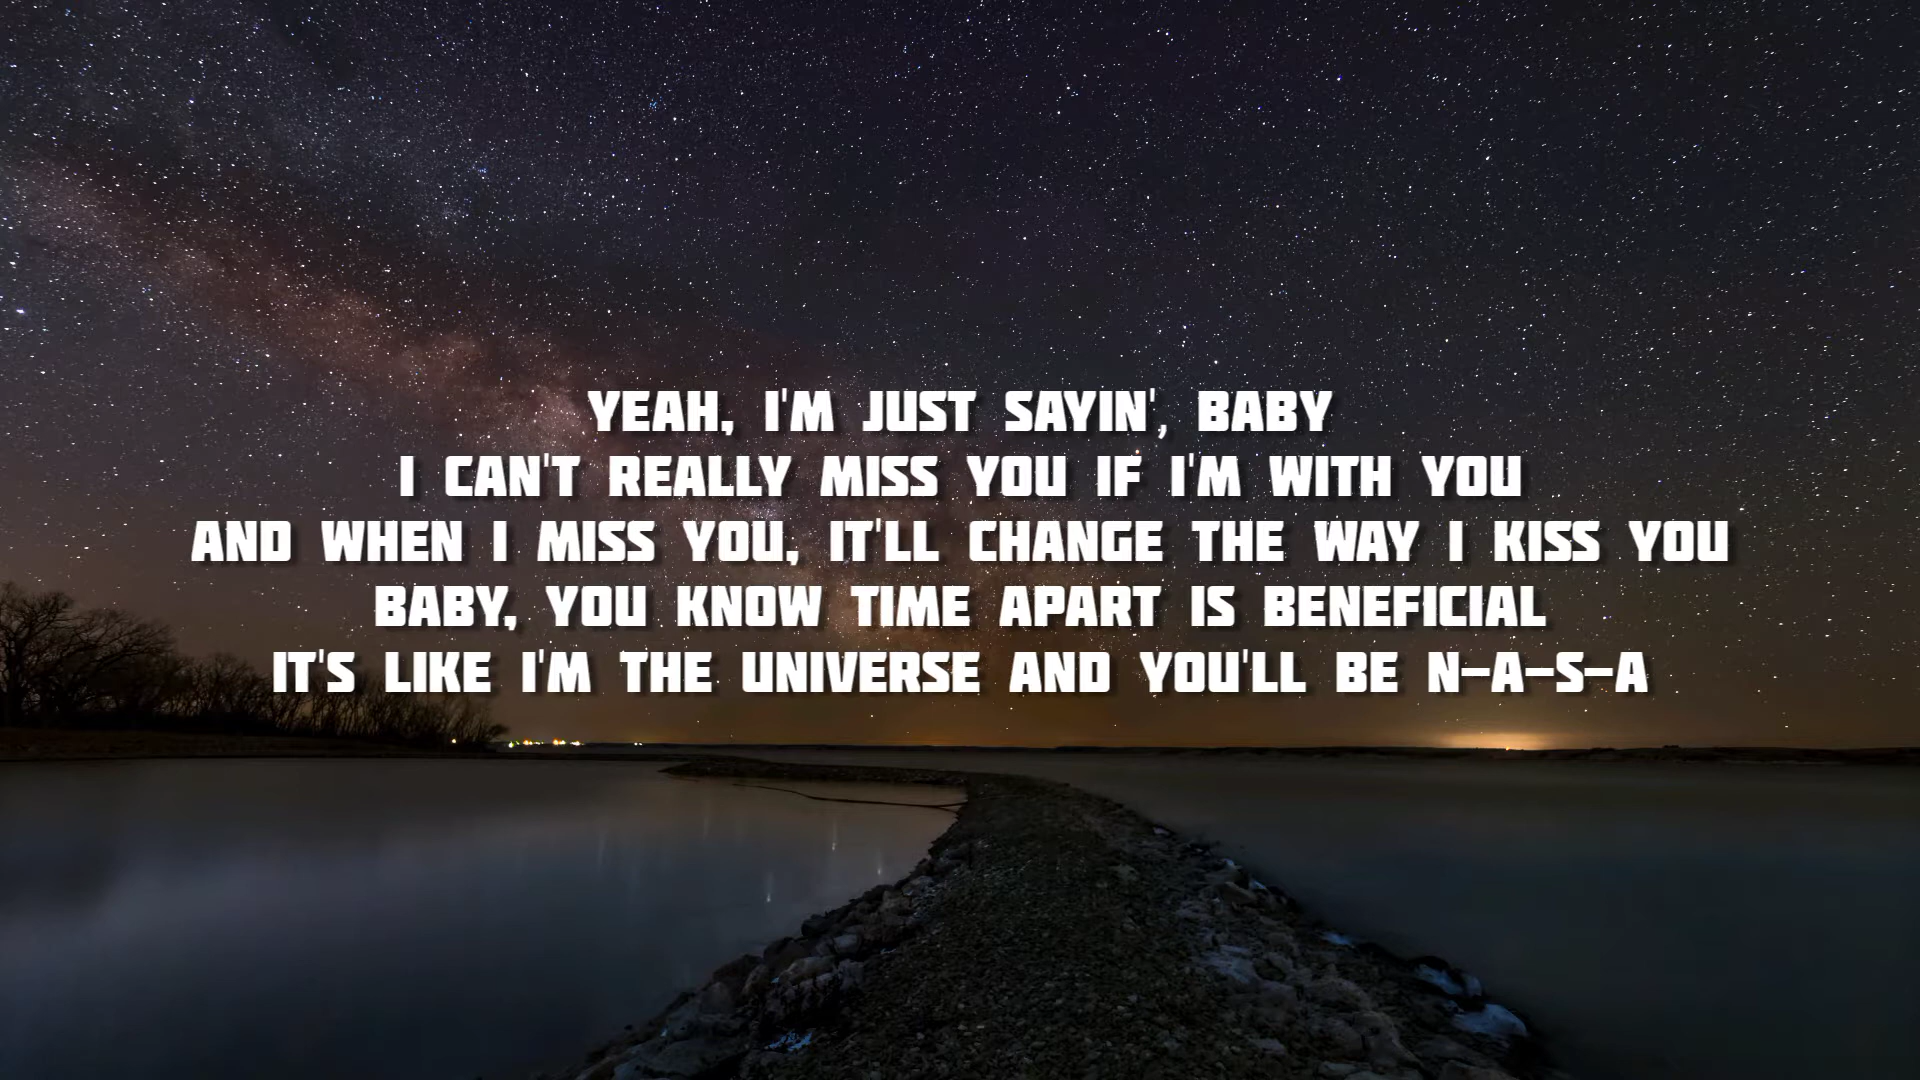 YEAH, I'M JUST SAYIN', BABY
I CAN'T REALLY MISS YOU IF I'M WITH YOU
AND WHEN I MISS YOU, IT'LL CHANGE THE WAY I KISS YOU
BABY, YOU KNOW TIME APART IS BENEFICIAL
IT'S LIKE I'M THE UNIVERSE AND YOU'LL BE N-A-S-A